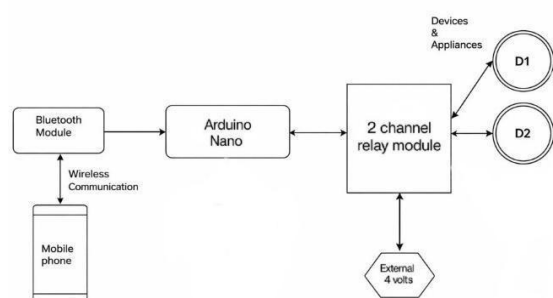 Devices
&
Appliances
D1
Bluetooth
Module
Arduino
Nano
2 channel
relay module
D2
Wireless
Communication
Mobile
phone
External
4 volts